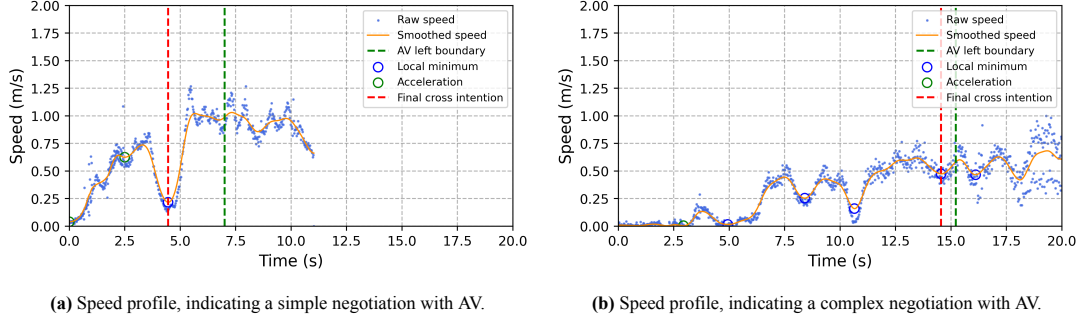 2.00
1.75
1.50
1.25
1.00
0.75
0.50
0.25
0.00
Speed (m/s)
0.0 2.5 5.0 7.5 10.0 12.5 15.0 17.5 20.0
Time (s)
Raw speed
Smoothed speed
AV left boundary
Local minimum
Acceleration
Final cross intention
(a) Speed profile, indicating a simple negotiation with AV.
2.00
1.75
1.50
1.25
1.00
0.75
0.50
0.25
0.00
Speed (m/s)
0.0 2.5 5.0 7.5 10.0 12.5 15.0 17.5 20.0
Time (s)
Raw speed
Smoothed speed
AV left boundary
Local minimum
Acceleration
Final cross intention
(b) Speed profile, indicating a complex negotiation with AV.